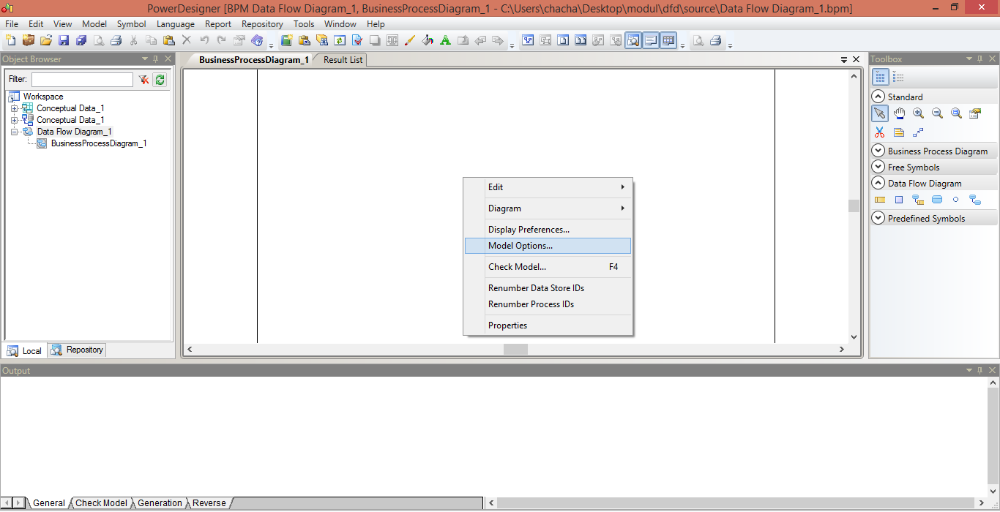 PowerDesigner [BPM Data Flow Diagram_1, BusinessProcessDiagram_1 - C:\Users\chacha\Desktop\modul\dfd\source\Data Flow Diagram_1.bpm]
File Edit View Model Symbol Language Report Repository Tools Window Help
Object Browser
Filter:
Workspace
Conceptual Data_1
Conceptual Data_1
Data Flow Diagram_1
BusinessProcessDiagram_1
Local Repository
BusinessProcessDiagram_1 Result List
Edit
Diagram
Display Preferences...
Model Options...
Check Model... F4
Renumber Data Store IDs
Renumber Process IDs
Properties
Toolbox
Standard
Business Process Diagram
Free Symbols
Data Flow Diagram
Predefined Symbols
Output
General Check Model Generation Reverse